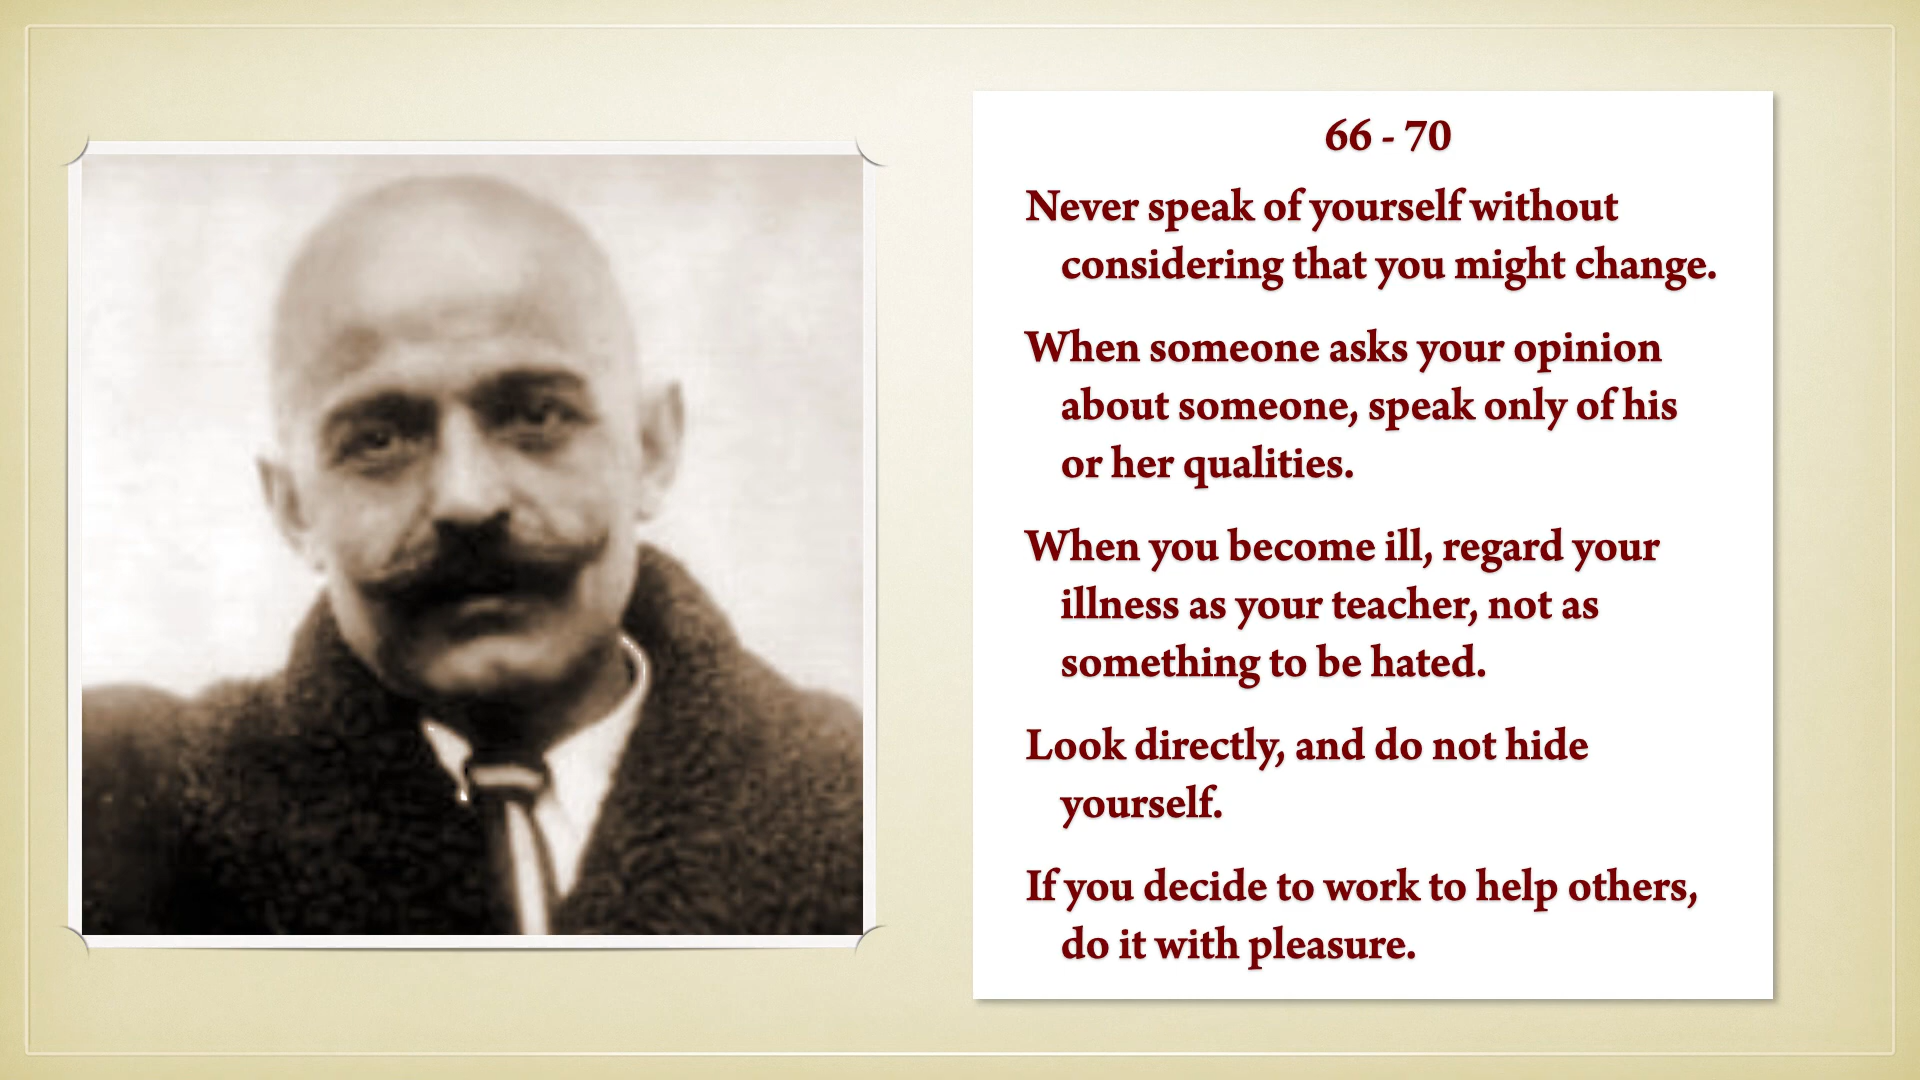 66 - 70
Never speak of yourself without
considering that you might change.
When someone asks your opinion
about someone, speak only of his
or her qualities.
When you become ill, regard your
illness as your teacher, not as
something to be hated.
Look directly, and do not hide
yourself.
If you decide to work to help others,
do it with pleasure.